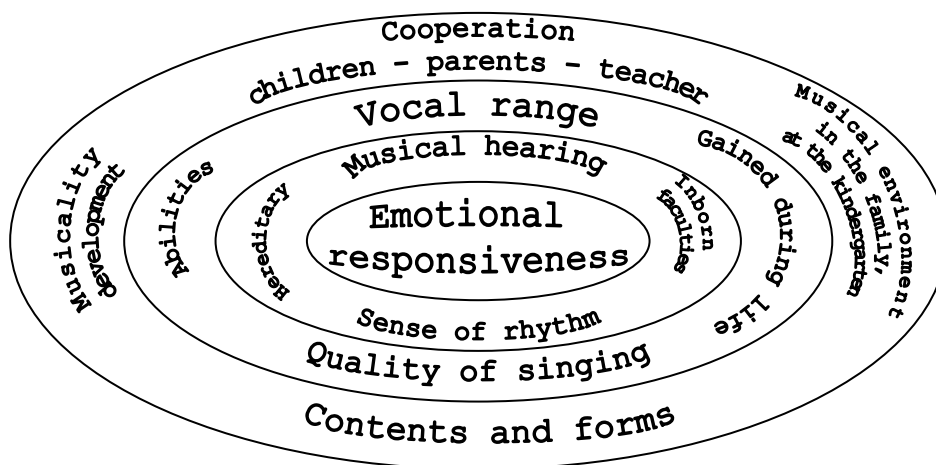 Cooperation
children - parents - teacher
Vocal range
Musical hearing
Emotional
responsiveness
Sense of rhythm
Quality of singing
Contents and forms
Musicality
development
Abilities
Hereditary
Inborn
faculties
Gained during life
Musical environment
in the family,
at the kindergarten